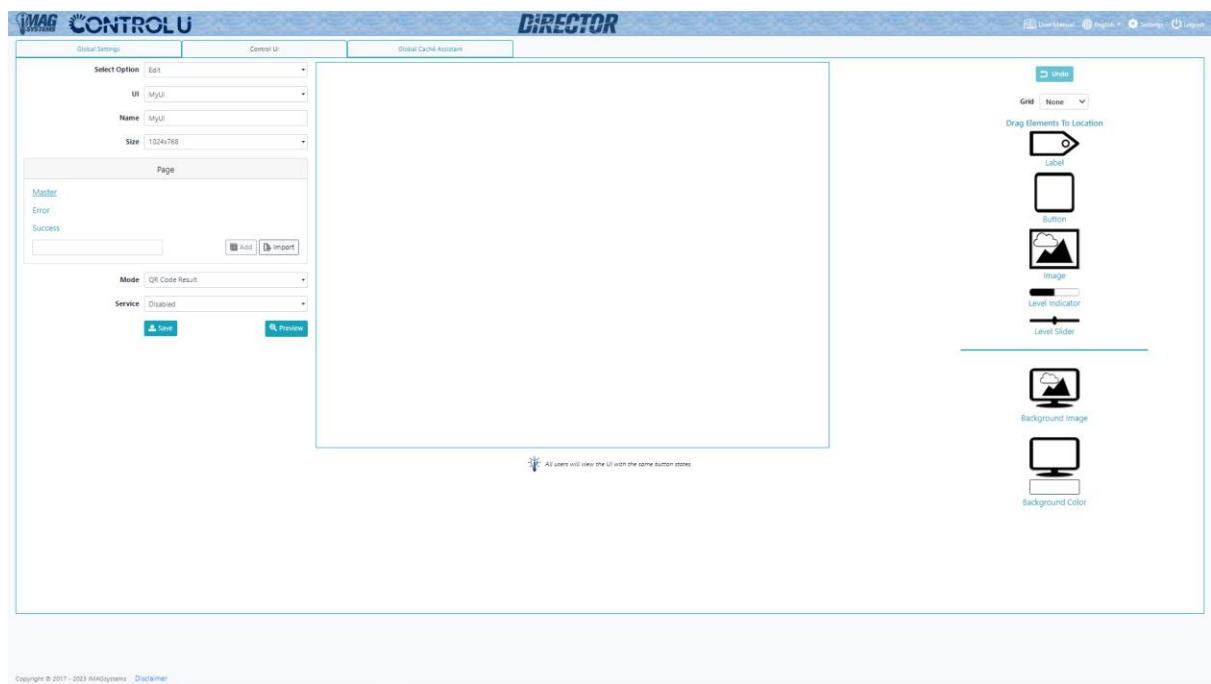 IMAG SYSTEMS CONTROLU DiRECTOR User Manual English Settings Logout
Global Settings Control UI Global Caché Assistant
Select Option Edit
UI MyUI
Name MyUI
Size 1024x768
Page
Master
Error
Success
Add Import
Mode QR Code Result
Service Disabled
Save Preview
All users will view the UI with the same button states
Undo
Grid None
Drag Elements To Location
Label
Button
Image
Level Indicator
Level Slider
Background Image
Background Color
Copyright © 2017 - 2023 IMAGsystems Disclaimer